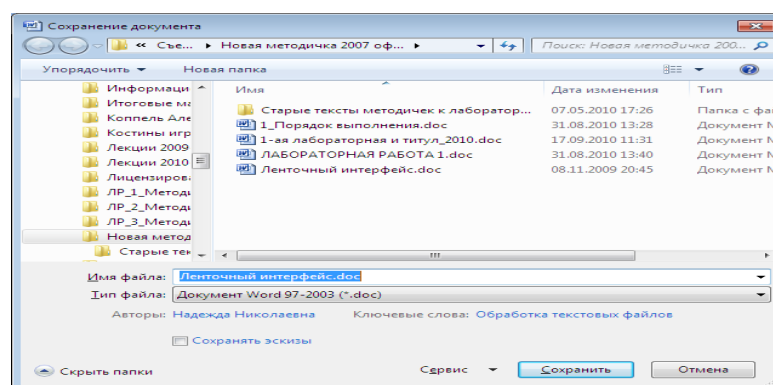 Сохранение документа
« Съе... ▸ Новая методичка 2007 оф... ▸ Поиск: Новая методичка 200...
Упорядочить Новая папка
Имя Дата изменения Тип
Информаци
Итоговые ма
Коппель Але
Костины игр
Лекции 2009
Лекции 2010
Лицензиров.
ЛР_1_Методи
ЛР_2_Методи
ЛР_3_Методи
Новая метод
Старые тек
Старые тексты методичек к лаборатор... 07.05.2010 17:26 Папка с фай
1_Порядок выполнения.doc 31.08.2010 13:28 Документ M
1-ая лабораторная и титул_2010.doc 17.09.2010 11:31 Документ M
ЛАБОРАТОРНАЯ РАБОТА 1.doc 31.08.2010 13:40 Документ M
Ленточный интерфейс.doc 08.11.2009 20:45 Документ M
Имя файла: Ленточный интерфейс.doc
Тип файла: Документ Word 97-2003 (*.doc)
Авторы: Надежда Николаевна Ключевые слова: Обработка текстовых файлов
Сохранять эскизы
Скрыть папки Сервис Сохранить Отмена